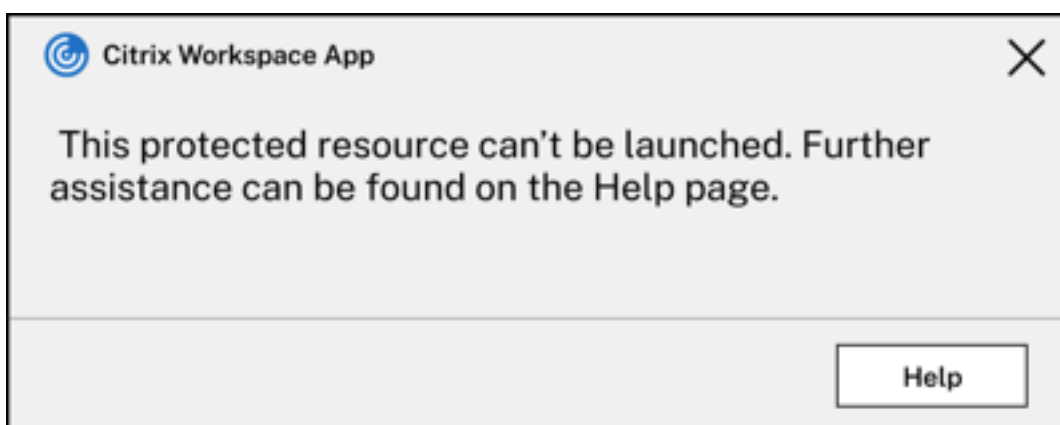 Citrix Workspace App
This protected resource can’t be launched. Further
assistance can be found on the Help page.
Help